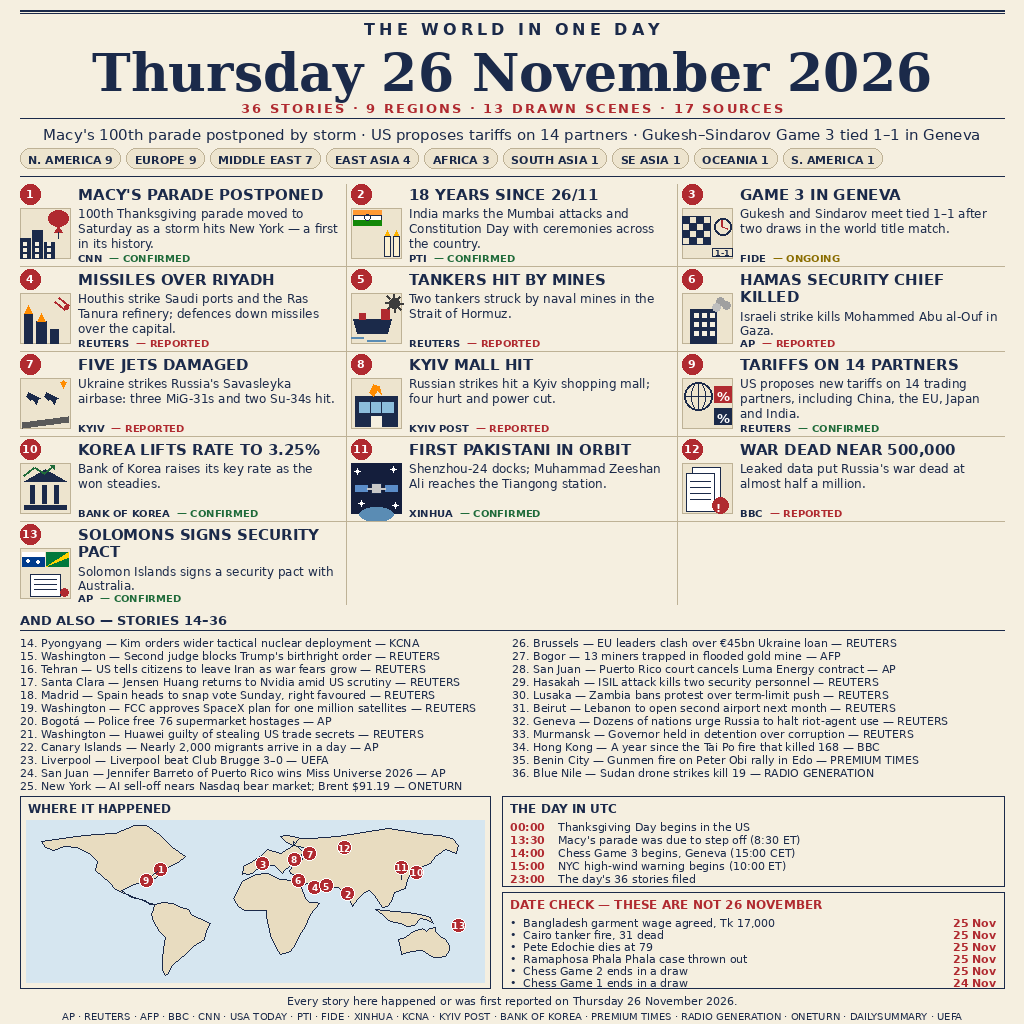 THE WORLD IN ONE DAY
Thursday 26 November 2026
36 STORIES · 9 REGIONS · 13 DRAWN SCENES · 17 SOURCES
Macy's 100th parade postponed by storm · US proposes tariffs on 14 partners · Gukesh–Sindarov Game 3 tied 1–1 in Geneva
N. AMERICA 9 EUROPE 9 MIDDLE EAST 7 EAST ASIA 4 AFRICA 3 SOUTH ASIA 1 SE ASIA 1 OCEANIA 1 S. AMERICA 1
1 MACY'S PARADE POSTPONED
100th Thanksgiving parade moved to
Saturday as a storm hits New York — a first
in its history.
CNN — CONFIRMED
2 18 YEARS SINCE 26/11
India marks the Mumbai attacks and
Constitution Day with ceremonies across
the country.
PTI — CONFIRMED
3 GAME 3 IN GENEVA
Gukesh and Sindarov meet tied 1–1 after
two draws in the world title match.
1-1
FIDE — ONGOING
4 MISSILES OVER RIYADH
Houthis strike Saudi ports and the Ras
Tanura refinery; defences down missiles
over the capital.
REUTERS — REPORTED
5 TANKERS HIT BY MINES
Two tankers struck by naval mines in the
Strait of Hormuz.
REUTERS — REPORTED
6 HAMAS SECURITY CHIEF
KILLED
Israeli strike kills Mohammed Abu al-Ouf in
Gaza.
AP — REPORTED
7 FIVE JETS DAMAGED
Ukraine strikes Russia's Savasleyka
airbase: three MiG-31s and two Su-34s hit.
KYIV — REPORTED
8 KYIV MALL HIT
Russian strikes hit a Kyiv shopping mall;
four hurt and power cut.
KYIV POST — REPORTED
9 TARIFFS ON 14 PARTNERS
US proposes new tariffs on 14 trading
partners, including China, the EU, Japan
and India.
%
%
REUTERS — CONFIRMED
10 KOREA LIFTS RATE TO 3.25%
Bank of Korea raises its key rate as the
won steadies.
BANK OF KOREA — CONFIRMED
11 FIRST PAKISTANI IN ORBIT
Shenzhou-24 docks; Muhammad Zeeshan
Ali reaches the Tiangong station.
XINHUA — CONFIRMED
12 WAR DEAD NEAR 500,000
Leaked data put Russia's war dead at
almost half a million.
!
BBC — REPORTED
13 SOLOMONS SIGNS SECURITY
PACT
Solomon Islands signs a security pact with
Australia.
AP — CONFIRMED
AND ALSO — STORIES 14–36
14. Pyongyang — Kim orders wider tactical nuclear deployment — KCNA
15. Washington — Second judge blocks Trump's birthright order — REUTERS
16. Tehran — US tells citizens to leave Iran as war fears grow — REUTERS
17. Santa Clara — Jensen Huang returns to Nvidia amid US scrutiny — REUTERS
18. Madrid — Spain heads to snap vote Sunday, right favoured — REUTERS
19. Washington — FCC approves SpaceX plan for one million satellites — REUTERS
20. Bogotá — Police free 76 supermarket hostages — AP
21. Washington — Huawei guilty of stealing US trade secrets — REUTERS
22. Canary Islands — Nearly 2,000 migrants arrive in a day — AP
23. Liverpool — Liverpool beat Club Brugge 3–0 — UEFA
24. San Juan — Jennifer Barreto of Puerto Rico wins Miss Universe 2026 — AP
25. New York — AI sell-off nears Nasdaq bear market; Brent $91.19 — ONETURN
26. Brussels — EU leaders clash over €45bn Ukraine loan — REUTERS
27. Bogor — 13 miners trapped in flooded gold mine — AFP
28. San Juan — Puerto Rico court cancels Luma Energy contract — AP
29. Hasakah — ISIL attack kills two security personnel — REUTERS
30. Lusaka — Zambia bans protest over term-limit push — REUTERS
31. Beirut — Lebanon to open second airport next month — REUTERS
32. Geneva — Dozens of nations urge Russia to halt riot-agent use — REUTERS
33. Murmansk — Governor held in detention over corruption — REUTERS
34. Hong Kong — A year since the Tai Po fire that killed 168 — BBC
35. Benin City — Gunmen fire on Peter Obi rally in Edo — PREMIUM TIMES
36. Blue Nile — Sudan drone strikes kill 19 — RADIO GENERATION
WHERE IT HAPPENED
12
7
8
3
1
11
10
9
6
4
5
2
13
THE DAY IN UTC
00:00 Thanksgiving Day begins in the US
13:30 Macy's parade was due to step off (8:30 ET)
14:00 Chess Game 3 begins, Geneva (15:00 CET)
15:00 NYC high-wind warning begins (10:00 ET)
23:00 The day's 36 stories filed
DATE CHECK — THESE ARE NOT 26 NOVEMBER
• Bangladesh garment wage agreed, Tk 17,000 25 Nov
• Cairo tanker fire, 31 dead 25 Nov
• Pete Edochie dies at 79 25 Nov
• Ramaphosa Phala Phala case thrown out 25 Nov
• Chess Game 2 ends in a draw 25 Nov
• Chess Game 1 ends in a draw 24 Nov
Every story here happened or was first reported on Thursday 26 November 2026.
AP · REUTERS · AFP · BBC · CNN · USA TODAY · PTI · FIDE · XINHUA · KCNA · KYIV POST · BANK OF KOREA · PREMIUM TIMES · RADIO GENERATION · ONETURN · DAILYSUMMARY · UEFA